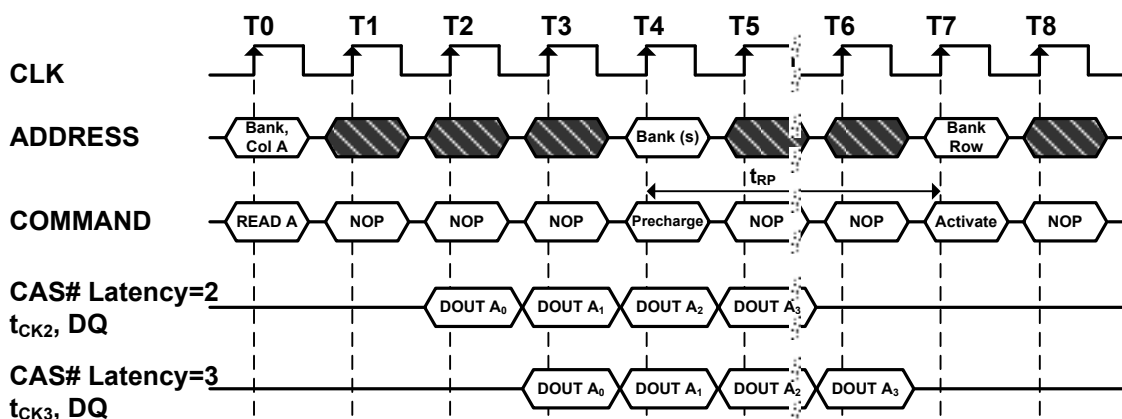 T0 T1 T2 T3 T4 T5 T6 T7 T8
CLK
ADDRESS
Bank, Col A
Bank (s)
Bank Row
tRP
COMMAND
READ A NOP NOP NOP Precharge NOP NOP Activate NOP
CAS# Latency=2
tCK2, DQ
DOUT A0 DOUT A1 DOUT A2 DOUT A3
CAS# Latency=3
tCK3, DQ
DOUT A0 DOUT A1 DOUT A2 DOUT A3